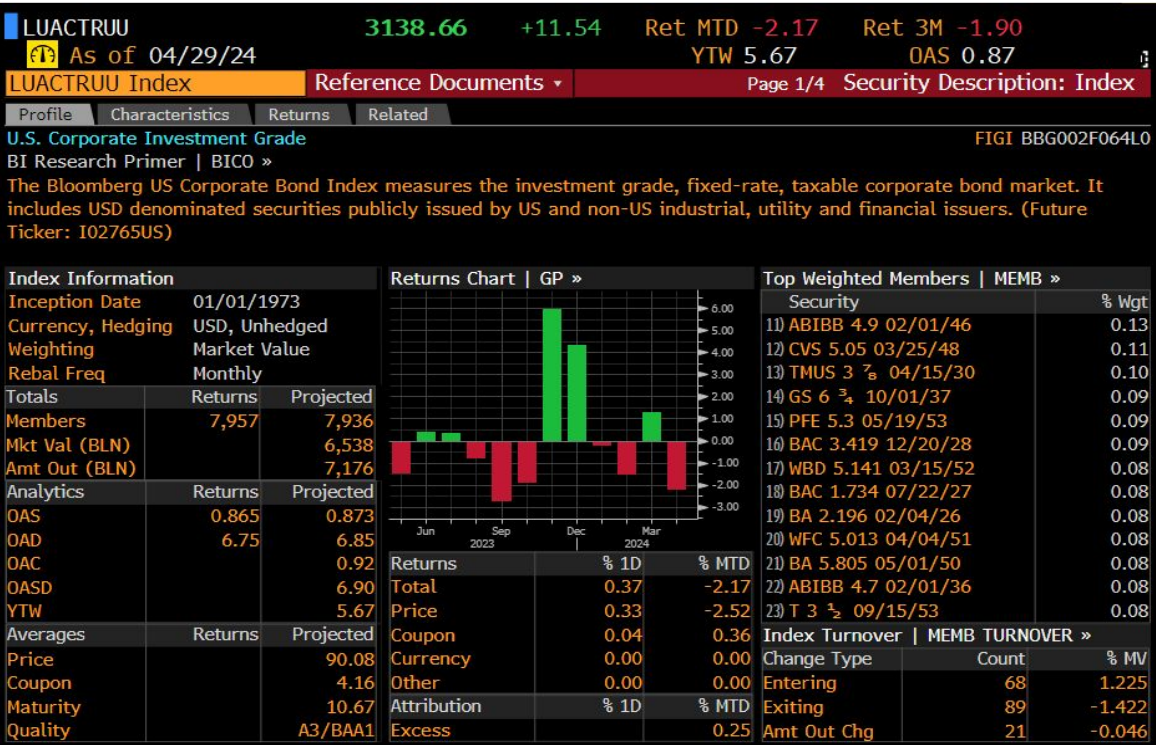 LUACTRUU 3138.66 +11.54 Ret MTD -2.17 Ret 3M -1.90
As of 04/29/24 YTW 5.67 OAS 0.87
LUACTRUU Index Reference Documents Page 1/4 Security Description: Index
Profile Characteristics Returns Related
U.S. Corporate Investment Grade FIGI BBG002F064L0
BI Research Primer | BICO »
The Bloomberg US Corporate Bond Index measures the investment grade, fixed-rate, taxable corporate bond market. It
includes USD denominated securities publicly issued by US and non-US industrial, utility and financial issuers. (Future
Ticker: I02765US)
Index Information
Inception Date 01/01/1973
Currency, Hedging USD, Unhedged
Weighting Market Value
Rebal Freq Monthly
Totals Returns Projected
Members 7,957 7,936
Mkt Val (BLN) 6,538
Amt Out (BLN) 7,176
Analytics Returns Projected
OAS 0.865 0.873
OAD 6.75 6.85
OAC 0.92
OASD 6.90
YTW 5.67
Averages Returns Projected
Price 90.08
Coupon 4.16
Maturity 10.67
Quality A3/BAA1
Returns Chart | GP »
6.00
5.00
4.00
3.00
2.00
1.00
0.00
-1.00
-2.00
-3.00
Jun Sep Dec Mar
2023 2024
Returns % 1D % MTD
Total 0.37 -2.17
Price 0.33 -2.52
Coupon 0.04 0.36
Currency 0.00 0.00
Other 0.00 0.00
Attribution % 1D % MTD
Excess 0.25
Top Weighted Members | MEMB »
Security % Wgt
11) ABIBB 4.9 02/01/46 0.13
12) CVS 5.05 03/25/48 0.11
13) TMUS 3 ⅞ 04/15/30 0.10
14) GS 6 ¾ 10/01/37 0.09
15) PFE 5.3 05/19/53 0.09
16) BAC 3.419 12/20/28 0.09
17) WBD 5.141 03/15/52 0.08
18) BAC 1.734 07/22/27 0.08
19) BA 2.196 02/04/26 0.08
20) WFC 5.013 04/04/51 0.08
21) BA 5.805 05/01/50 0.08
22) ABIBB 4.7 02/01/36 0.08
23) T 3 ½ 09/15/53 0.08
Index Turnover | MEMB TURNOVER »
Change Type Count % MV
Entering 68 1.225
Exiting 89 -1.422
Amt Out Chg 21 -0.046